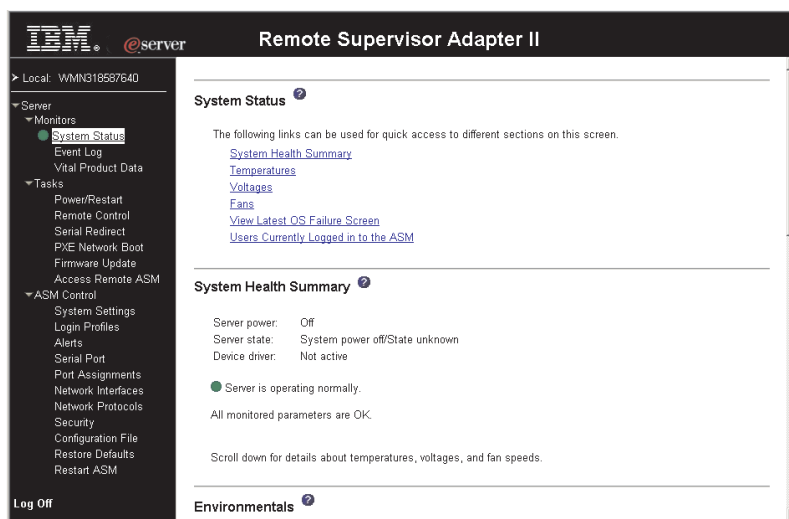 IBM® @server Remote Supervisor Adapter II
Local: WMN318587640
Server
Monitors
System Status
Event Log
Vital Product Data
Tasks
Power/Restart
Remote Control
Serial Redirect
PXE Network Boot
Firmware Update
Access Remote ASM
ASM Control
System Settings
Login Profiles
Alerts
Serial Port
Port Assignments
Network Interfaces
Network Protocols
Security
Configuration File
Restore Defaults
Restart ASM
Log Off
System Status ?
The following links can be used for quick access to different sections on this screen.
System Health Summary
Temperatures
Voltages
Fans
View Latest OS Failure Screen
Users Currently Logged in to the ASM
System Health Summary ?
Server power: Off
Server state: System power off/State unknown
Device driver: Not active
Server is operating normally.
All monitored parameters are OK.
Scroll down for details about temperatures, voltages, and fan speeds.
Environmentals ?